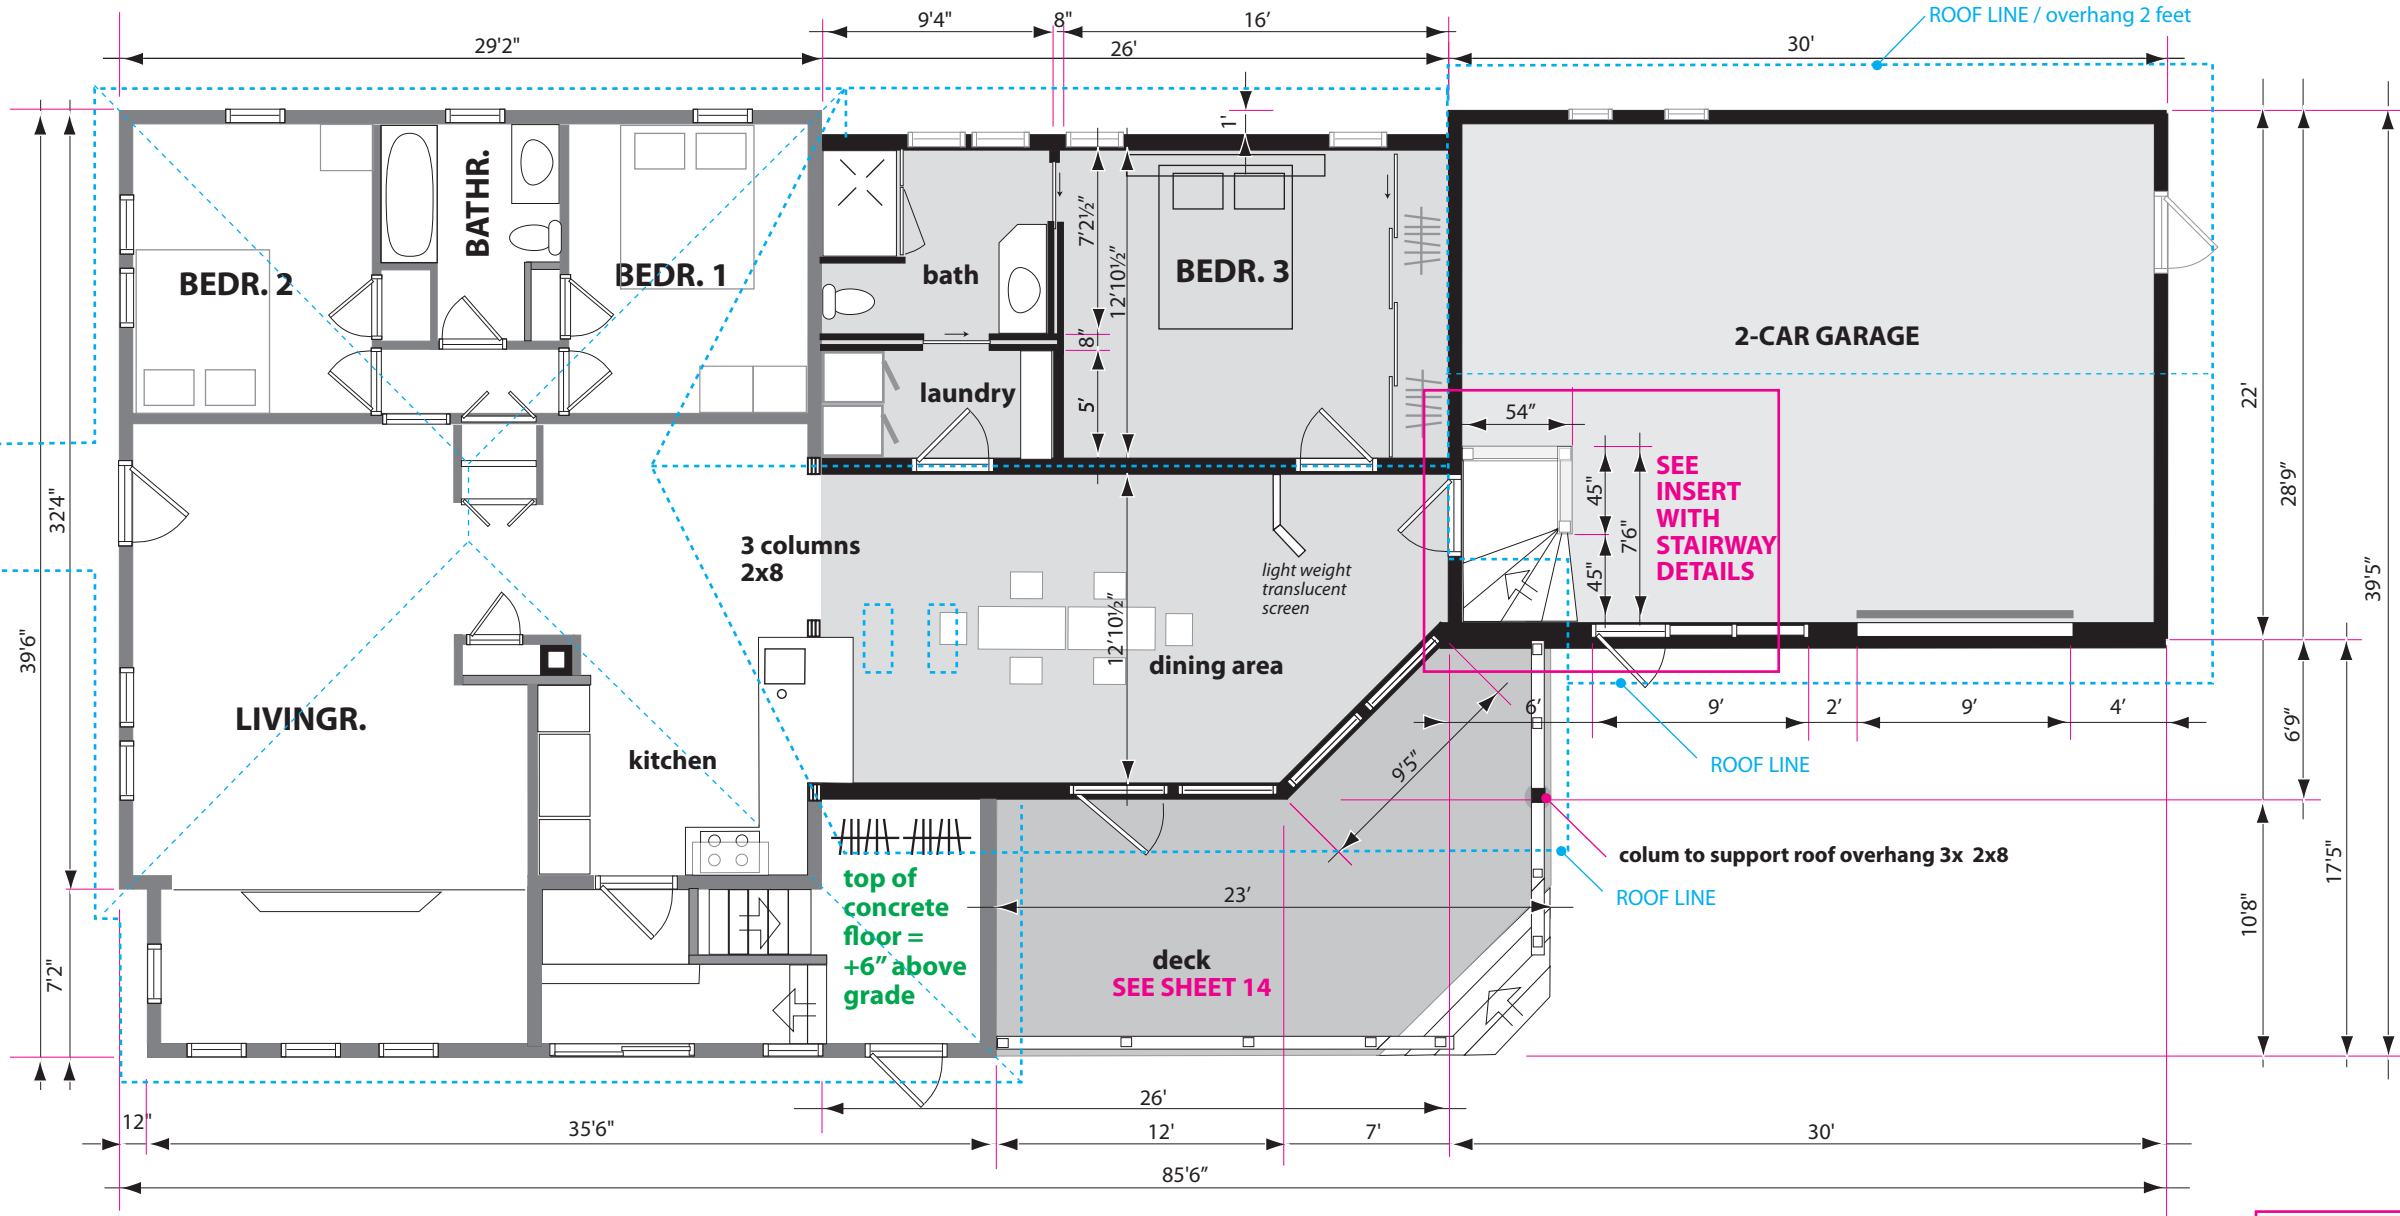 ROOF LINE / overhang 2 feet
9'4"
8"
16’
29'2"
26'
30'
1'
BATHR.
BEDR. 2
BEDR. 1
bath
7’2½”
12’10½”
BEDR. 3
2-CAR GARAGE
8”
laundry
5’
54”
22'
28'9”
39'5”
39'6"
32'4"
SEE
INSERT
WITH
STAIRWAY
DETAILS
45"
7'6”
45"
3 columns
2x8
light weight
translucent
screen
12’10½”
dining area
LIVINGR.
kitchen
6’
9’
2’
9’
4’
6’9”
9’5”
ROOF LINE
colum to support roof overhang 3x 2x8
ROOF LINE
17'5”
10'8”
top of
concrete
floor =
+6” above
grade
23’
deck
SEE SHEET 14
7'2"
26'
12"
35'6"
12'
7'
30'
85'6”